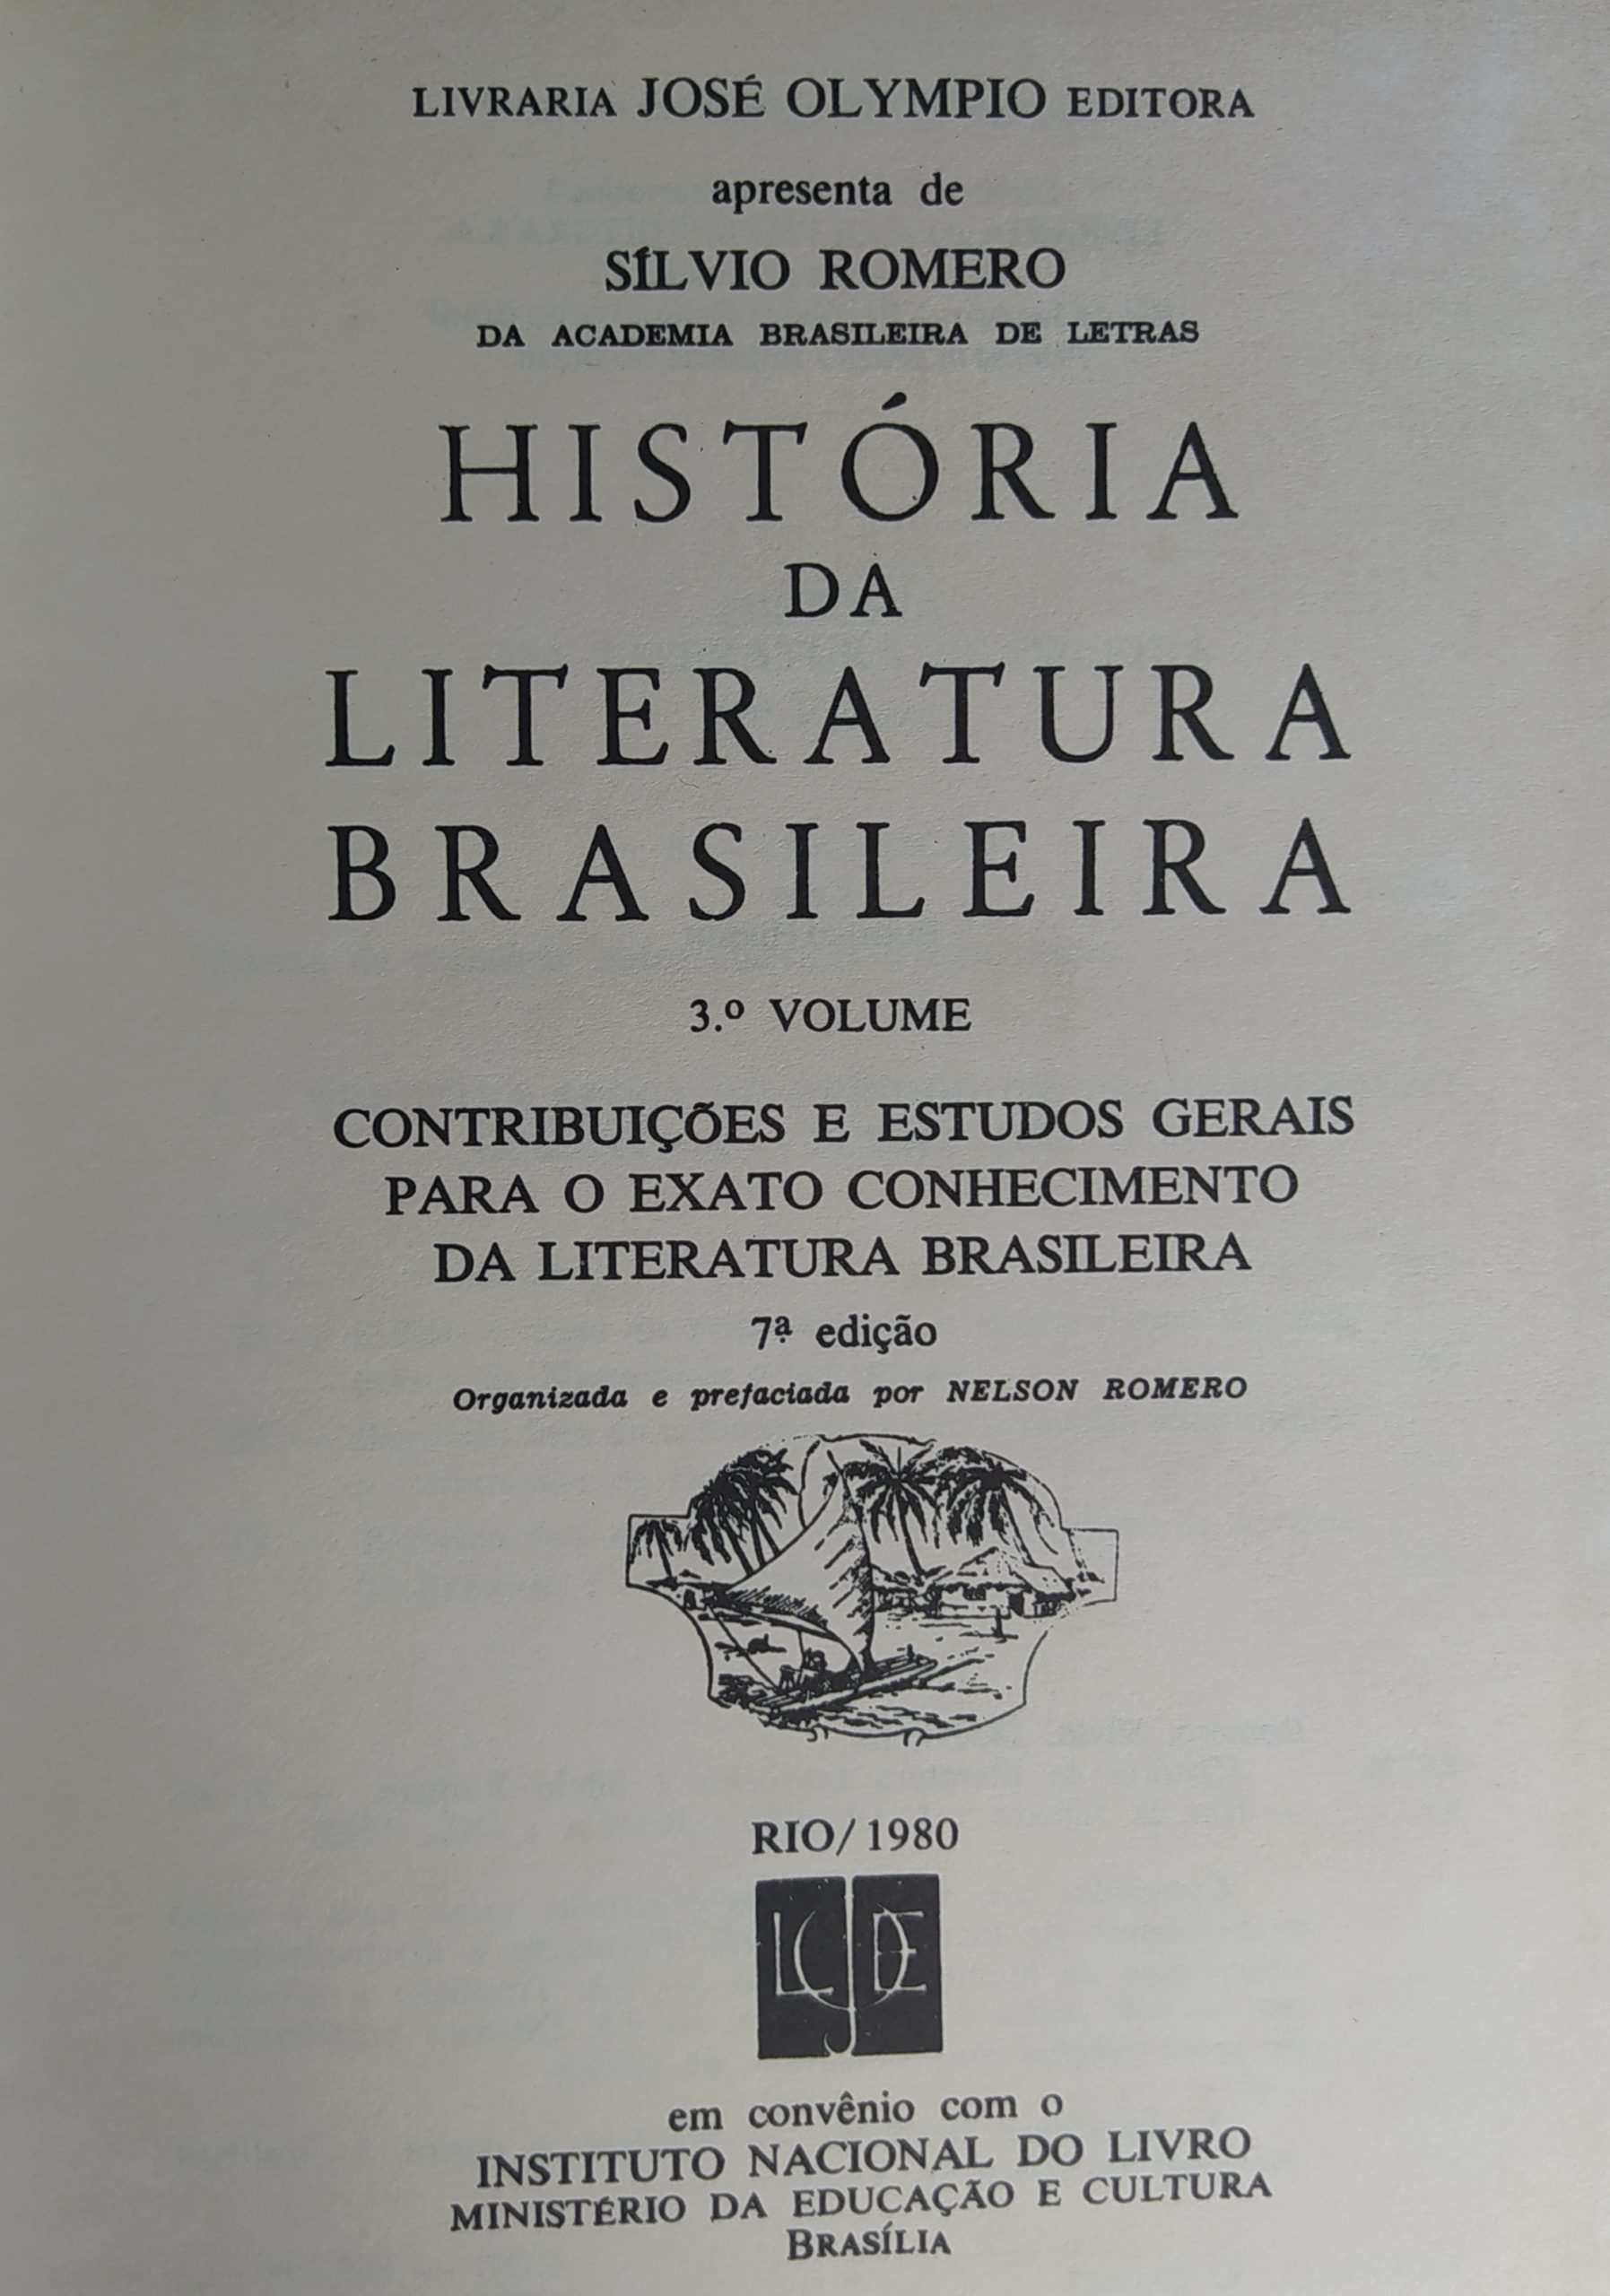 LIVRARIA JOSÉ OLYMPIO EDITORA
apresenta de
SÍLVIO ROMERO
DA ACADEMIA BRASILEIRA DE LETRAS
HISTÓRIA
DA
LITERATURA
BRASILEIRA
3.º VOLUME
CONTRIBUIÇÕES E ESTUDOS GERAIS
PARA O EXATO CONHECIMENTO
DA LITERATURA BRASILEIRA
7ª edição
Organizada e prefaciada por NELSON ROMERO
RIO/1980
LJOE
em convênio com o
INSTITUTO NACIONAL DO LIVRO
MINISTÉRIO DA EDUCAÇÃO E CULTURA
BRASÍLIA